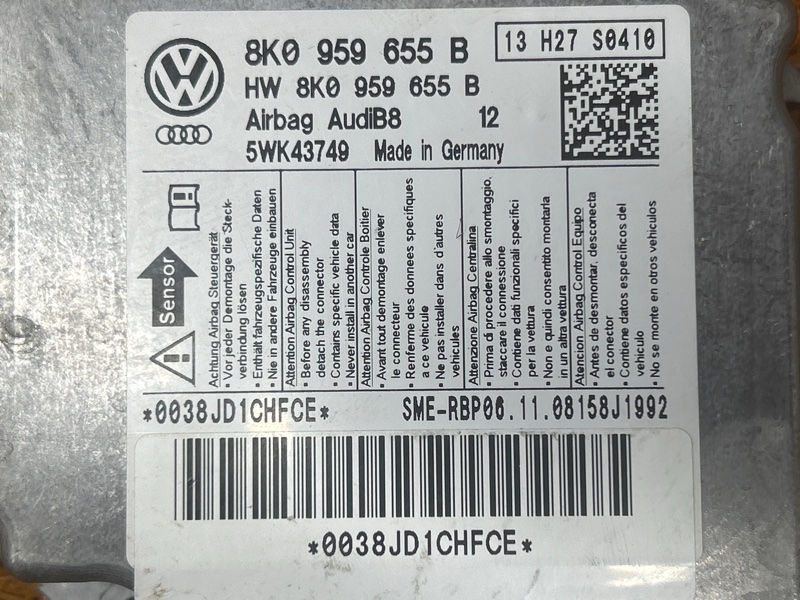 8K0 959 655 B
13 H27 S0410
HW 8K0 959 655 B
Airbag AudiB8 12
5WK43749 Made in Germany
Sensor
Achtung Airbag Steuergerät
• Vor jeder Demontage die Steck-
verbindung lösen
• Enthält fahrzeugspezifische Daten
• Nie in andere Fahrzeuge einbauen
Attention Airbag Control Unit
• Before any disassembly
detach the connector
• Contains specific vehicle data
• Never install in another car
Attention Airbag Controle Boitier
• Avant tout demontage enlever
le connecteur
• Renferme des donnees specifiques
a ce vehicule
• Ne pas installer dans d'autres
vehicules
Attenzione Airbag Centralina
• Prima di procedere allo smontaggio,
staccare il connessione
• Contiene dati funzionali specifici
per la vettura
• Non e quindi consentito montarla
in un altra vettura
Atencion Airbag Control Equipo
• Antes de desmontar, desconecta
el conector
• Contiene datos especificos del
vehiculo
• No se monte en otros vehiculos
*0038JD1CHFCE*
SME-RBP06.11.08158J1992
*0038JD1CHFCE*